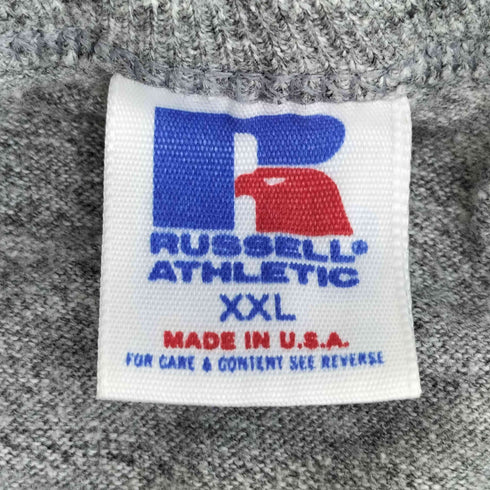 RUSSELL®
ATHLETIC
XXL
MADE IN U.S.A.
FOR CARE & CONTENT SEE REVERSE